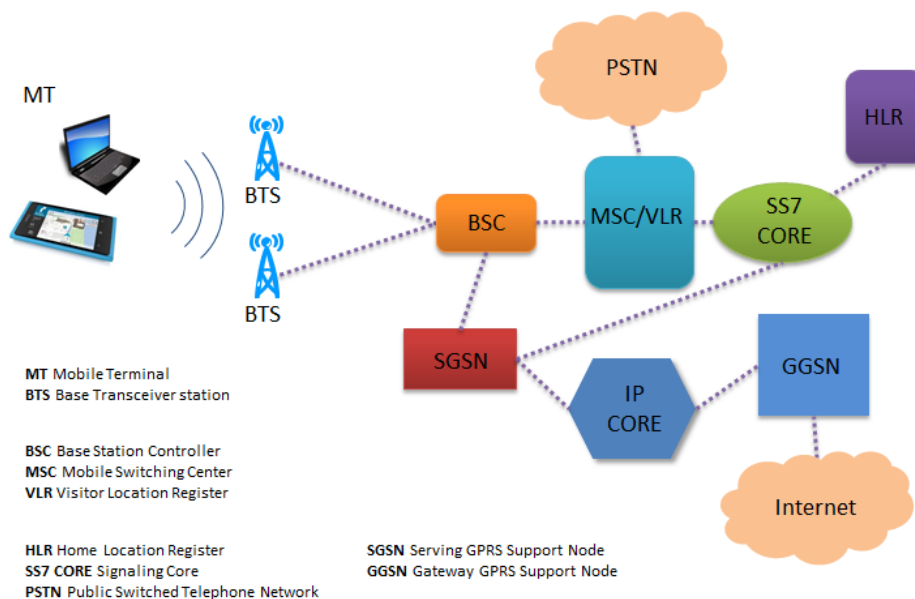 PSTN
MT
HLR
BTS
BSC
MSC/VLR
SS7
CORE
BTS
SGSN
GGSN
IP
CORE
MT Mobile Terminal
BTS Base Transceiver station
BSC Base Station Controller
MSC Mobile Switching Center
VLR Visitor Location Register
Internet
HLR Home Location Register
SS7 CORE Signaling Core
PSTN Public Switched Telephone Network
SGSN Serving GPRS Support Node
GGSN Gateway GPRS Support Node